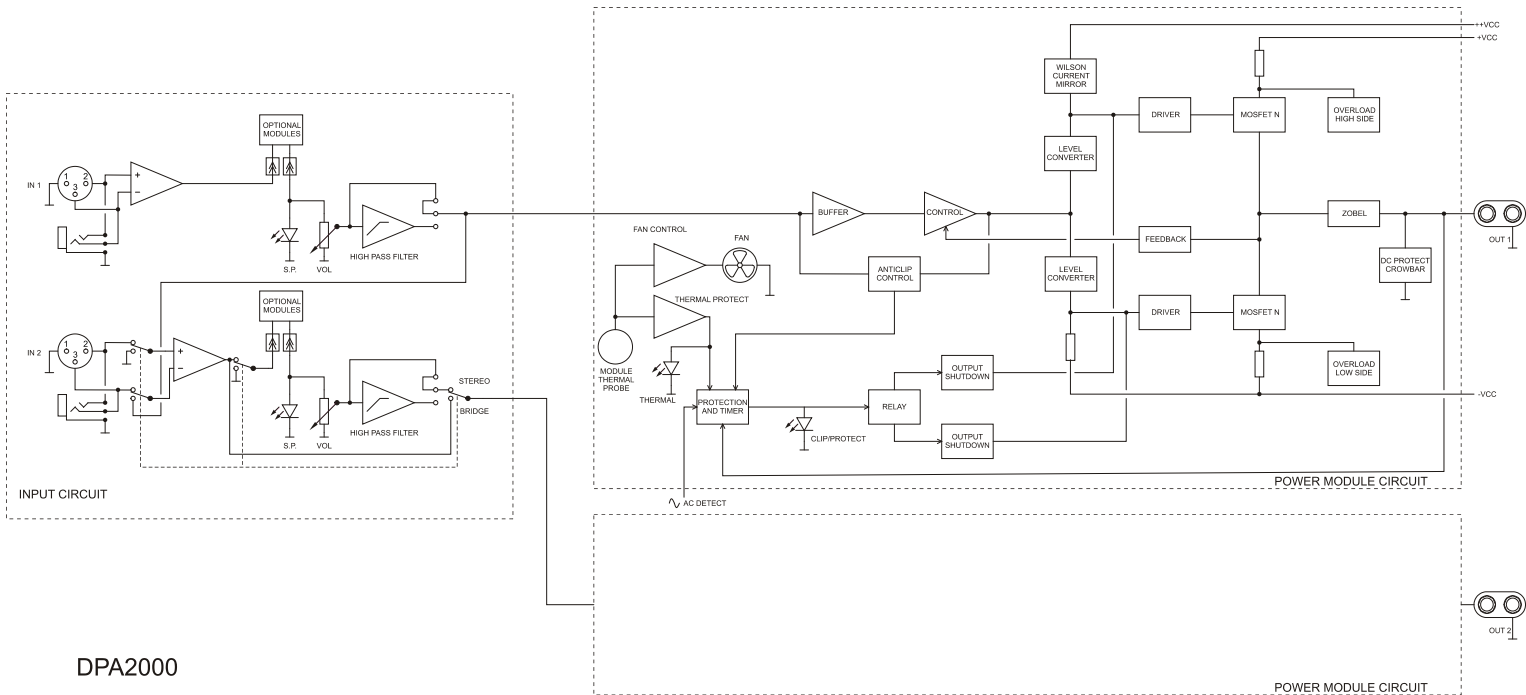 ++VCC
+VCC
WILSON
CURRENT
MIRROR
OPTIONAL
MODULES
DRIVER
MOSFET N
OVERLOAD
HIGH SIDE
LEVEL
CONVERTER
IN 1
1 2
3
+
−
BUFFER
CONTROL
ZOBEL
OUT 1
FAN CONTROL
FAN
FEEDBACK
HIGH PASS FILTER
S.P.
VOL
ANTICLIP
CONTROL
LEVEL
CONVERTER
DC PROTECT
CROWBAR
THERMAL PROTECT
OPTIONAL
MODULES
DRIVER
MOSFET N
IN 2
1 2
3
+
−
MODULE
THERMAL
PROBE
THERMAL
OUTPUT
SHUTDOWN
OVERLOAD
LOW SIDE
STEREO
BRIDGE
PROTECTION
AND TIMER
RELAY
-VCC
HIGH PASS FILTER
S.P.
VOL
CLIP/PROTECT
OUTPUT
SHUTDOWN
INPUT CIRCUIT
POWER MODULE CIRCUIT
AC DETECT
OUT 2
DPA2000
POWER MODULE CIRCUIT